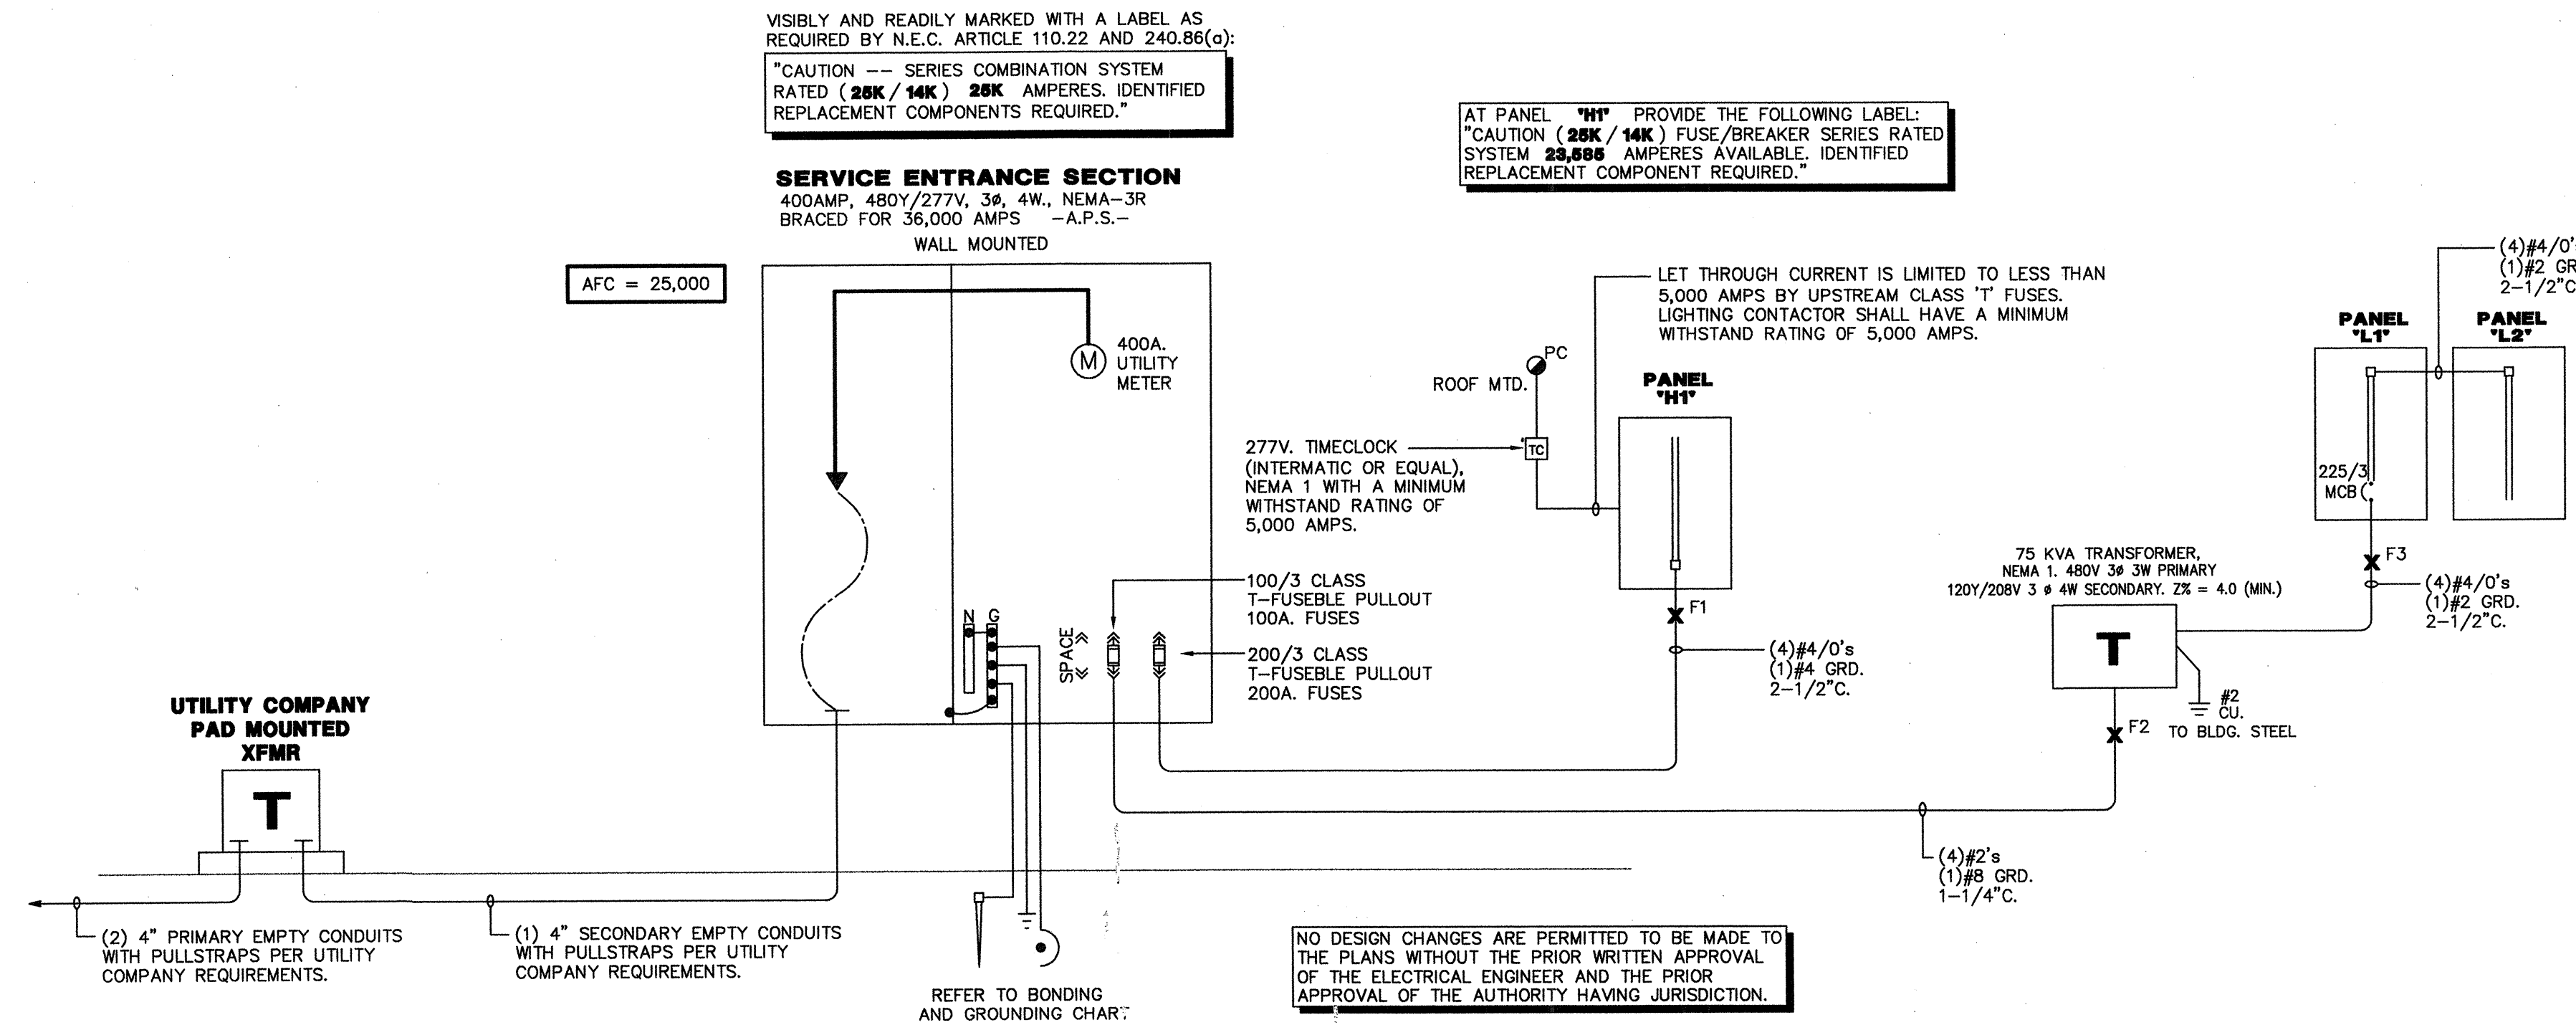 VISIBLY AND READILY MARKED WITH A LABEL AS
REQUIRED BY N.E.C. ARTICLE 110.22 AND 240.86(a):
"CAUTION -- SERIES COMBINATION SYSTEM
RATED (25K/14K) 25K AMPERES. IDENTIFIED
REPLACEMENT COMPONENTS REQUIRED."
AT PANEL "H1" PROVIDE THE FOLLOWING LABEL:
"CAUTION (25K/14K) FUSE/BREAKER SERIES RATED
SYSTEM 23,585 AMPERES AVAILABLE. IDENTIFIED
REPLACEMENT COMPONENT REQUIRED."
SERVICE ENTRANCE SECTION
400AMP, 480Y/277V, 3ø, 4W., NEMA-3R
BRACED FOR 36,000 AMPS -A.P.S.-
WALL MOUNTED
AFC = 25,000
400A.
UTILITY
METER
M
LET THROUGH CURRENT IS LIMITED TO LESS THAN
5,000 AMPS BY UPSTREAM CLASS 'T' FUSES.
LIGHTING CONTACTOR SHALL HAVE A MINIMUM
WITHSTAND RATING OF 5,000 AMPS.
PC
ROOF MTD.
PANEL
"H1"
TC
277V. TIMECLOCK
(INTERMATIC OR EQUAL),
NEMA 1 WITH A MINIMUM
WITHSTAND RATING OF
5,000 AMPS.
(4)#4/0'
(1)#2 GR
2-1/2"C
PANEL
"L1"
PANEL
"L2"
225/3
MCB
F3
(4)#4/0's
(1)#2 GRD.
2-1/2"C.
75 KVA TRANSFORMER,
NEMA 1. 480V 3ø 3W PRIMARY
120Y/208V 3 ø 4W SECONDARY. Z% = 4.0 (MIN.)
T
#2
CU.
TO BLDG. STEEL
F2
100/3 CLASS
T-FUSEBLE PULLOUT
100A. FUSES
200/3 CLASS
T-FUSEBLE PULLOUT
200A. FUSES
N G
SPACE
F1
(4)#4/0's
(1)#4 GRD.
2-1/2"C.
UTILITY COMPANY
PAD MOUNTED
XFMR
T
(4)#2's
(1)#8 GRD.
1-1/4"C.
(2) 4" PRIMARY EMPTY CONDUITS
WITH PULLSTRAPS PER UTILITY
COMPANY REQUIREMENTS.
(1) 4" SECONDARY EMPTY CONDUITS
WITH PULLSTRAPS PER UTILITY
COMPANY REQUIREMENTS.
REFER TO BONDING
AND GROUNDING CHART
NO DESIGN CHANGES ARE PERMITTED TO BE MADE TO
THE PLANS WITHOUT THE PRIOR WRITTEN APPROVAL
OF THE ELECTRICAL ENGINEER AND THE PRIOR
APPROVAL OF THE AUTHORITY HAVING JURISDICTION.